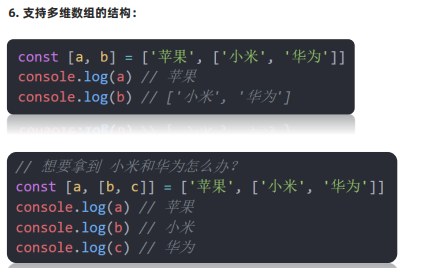 6. 支持多维数组的结构：
const [a, b] = ['苹果', ['小米', '华为']]
console.log(a) // 苹果
console.log(b) // ['小米', '华为']
// 想要拿到 小米和华为怎么办？
const [a, [b, c]] = ['苹果', ['小米', '华为']]
console.log(a) // 苹果
console.log(b) // 小米
console.log(c) // 华为